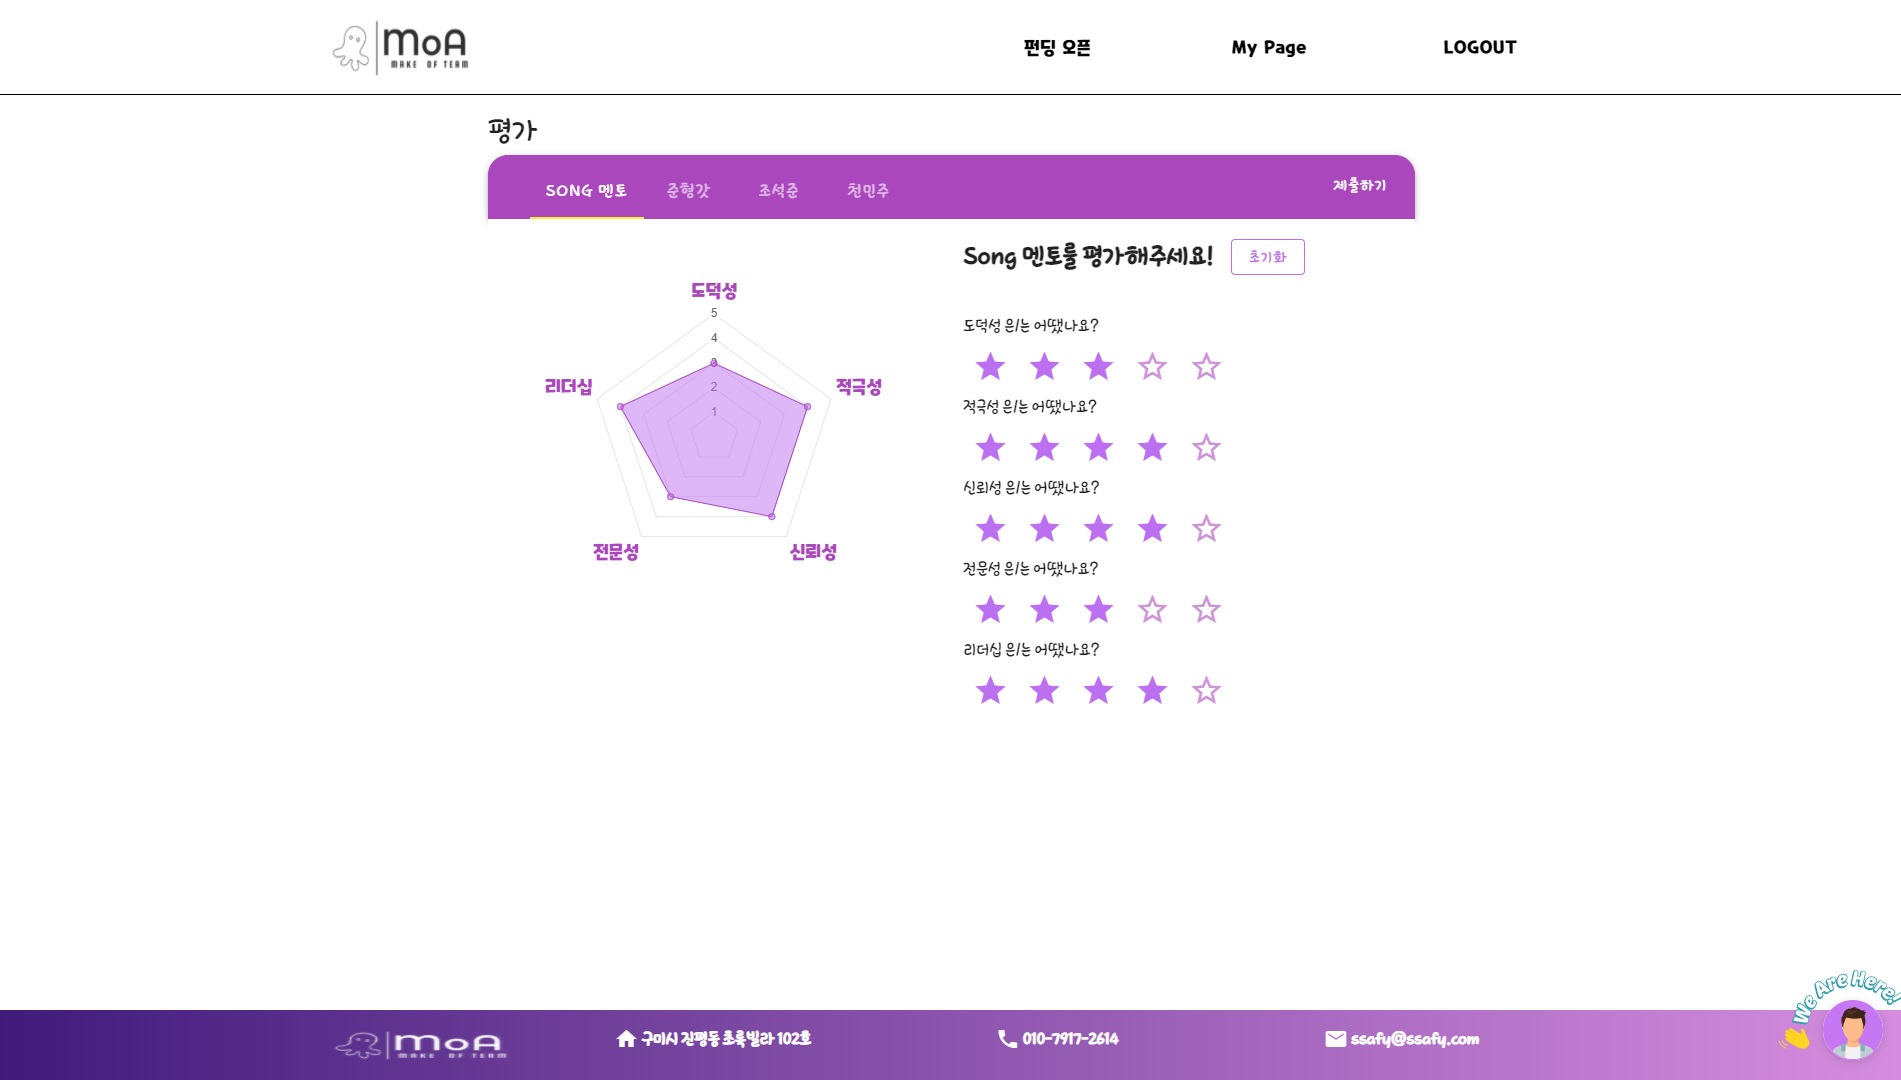 MoA
MAKE OF TEAM
펀딩 오픈
My Page
LOGOUT
평가
SONG 멘토
준형갓
조석준
천민주
제출하기
Song 멘토를 평가해주세요!
초기화
도덕성
5
4
3
2
1
리더십
적극성
전문성
신뢰성
도덕성 은/는 어땠나요?
적극성 은/는 어땠나요?
신뢰성 은/는 어땠나요?
전문성 은/는 어땠나요?
리더십 은/는 어땠나요?
We Are Here!
MoA
MAKE OF TEAM
구미시 진평동 초록빌라 102호
010-7917-2614
ssafy@ssafy.com